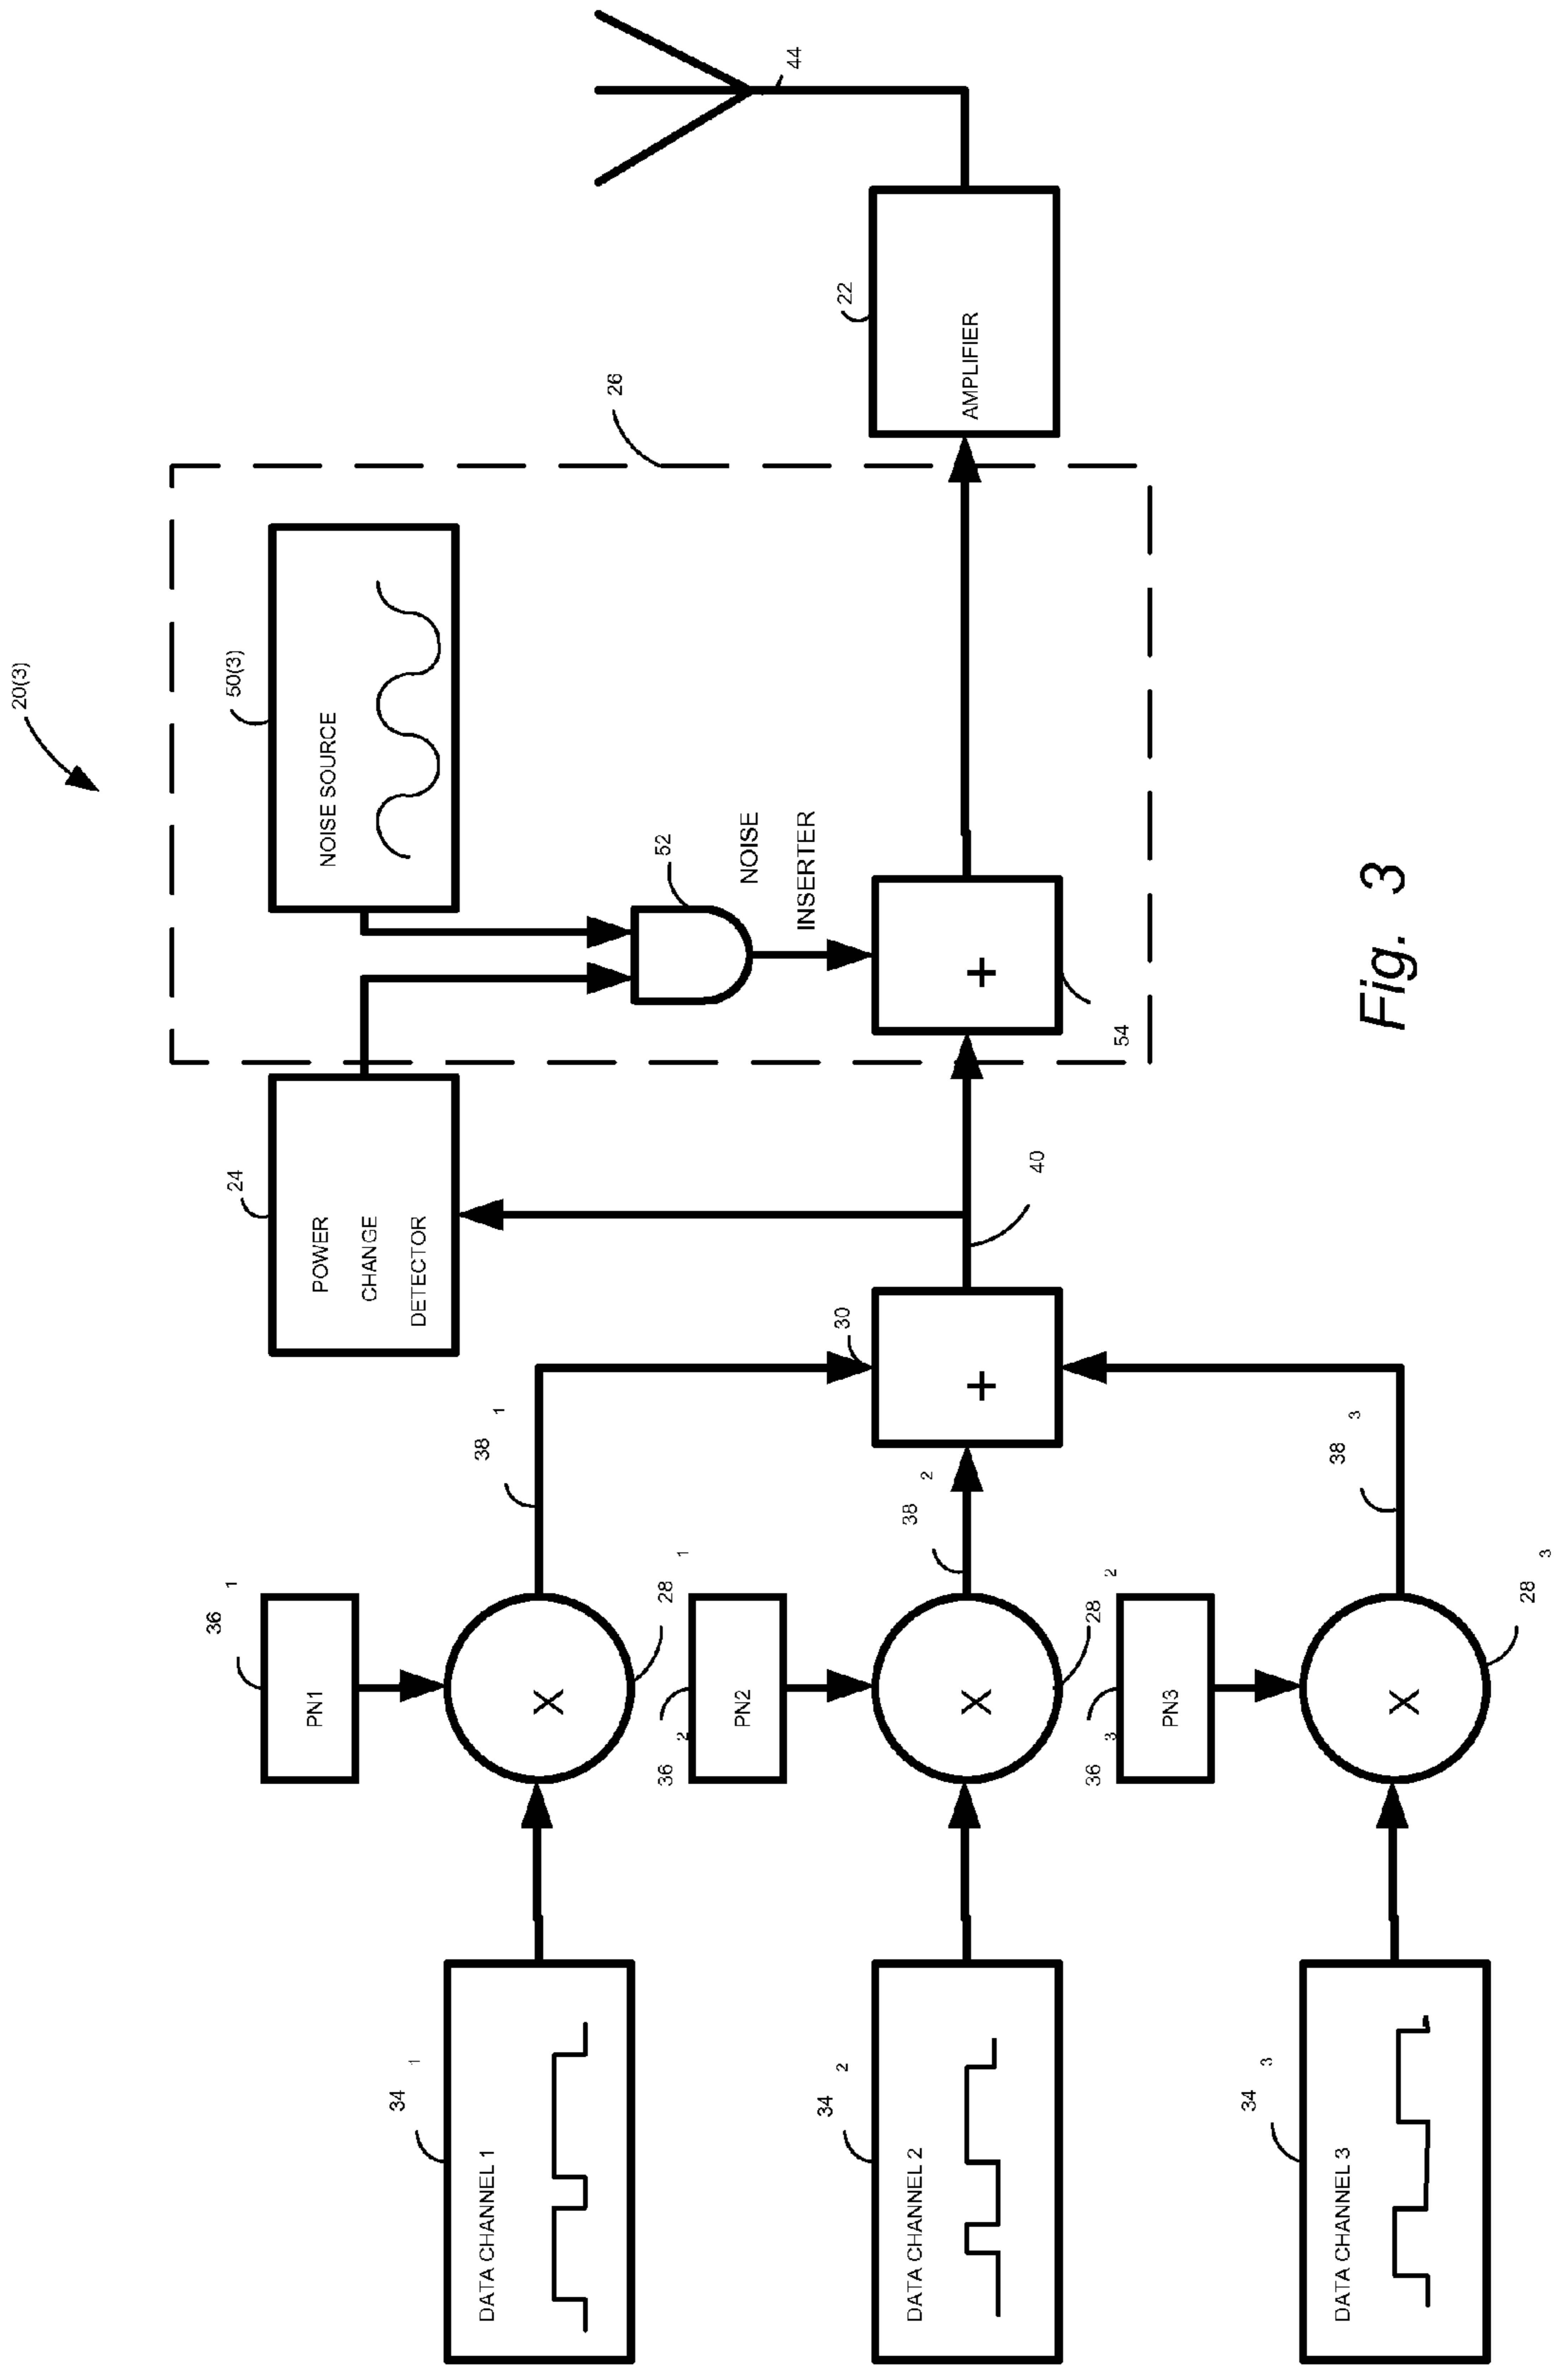 20(3)
50(3)
NOISE SOURCE
26
24
POWER
CHANGE
DETECTOR
52
NOISE
INSERTER
44
22
AMPLIFIER
+
54
40
30
+
36 1
PN1
X
28 1
38 1
36 2
PN2
X
28 2
38 2
36 3
PN3
X
28 3
38 3
34 1
DATA CHANNEL 1
34 2
DATA CHANNEL 2
34 3
DATA CHANNEL 3
Fig. 3